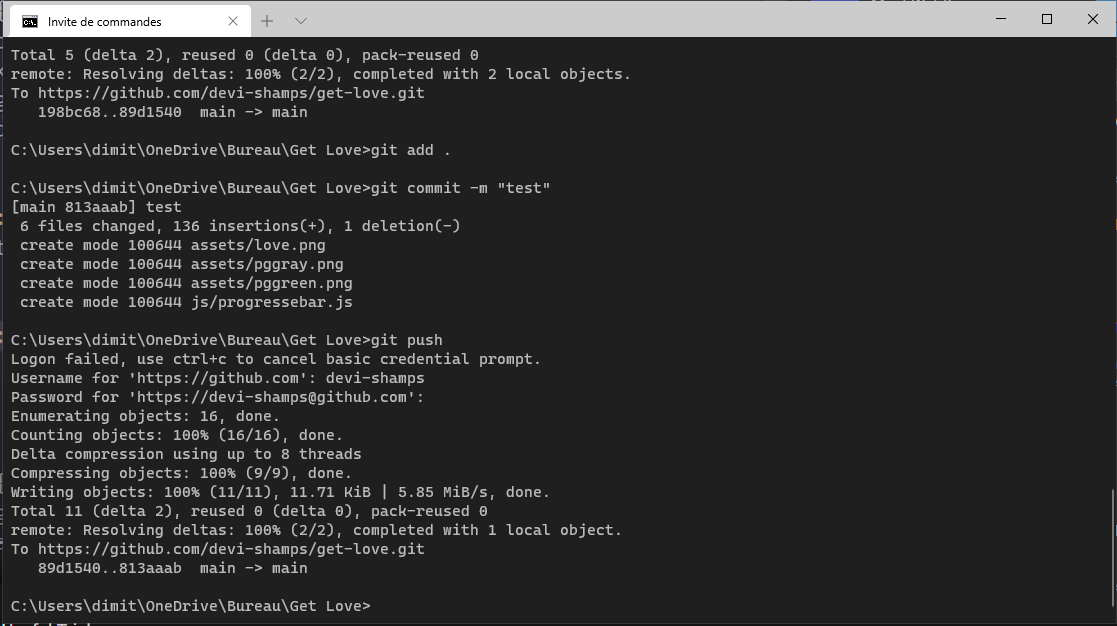 Invite de commandes
Total 5 (delta 2), reused 0 (delta 0), pack-reused 0
remote: Resolving deltas: 100% (2/2), completed with 2 local objects.
To https://github.com/devi-shamps/get-love.git
   198bc68..89d1540  main -> main
C:\Users\dimit\OneDrive\Bureau\Get Love>git add .
C:\Users\dimit\OneDrive\Bureau\Get Love>git commit -m "test"
[main 813aaab] test
 6 files changed, 136 insertions(+), 1 deletion(-)
 create mode 100644 assets/love.png
 create mode 100644 assets/pggray.png
 create mode 100644 assets/pggreen.png
 create mode 100644 js/progressebar.js
C:\Users\dimit\OneDrive\Bureau\Get Love>git push
Logon failed, use ctrl+c to cancel basic credential prompt.
Username for 'https://github.com': devi-shamps
Password for 'https://devi-shamps@github.com':
Enumerating objects: 16, done.
Counting objects: 100% (16/16), done.
Delta compression using up to 8 threads
Compressing objects: 100% (9/9), done.
Writing objects: 100% (11/11), 11.71 KiB | 5.85 MiB/s, done.
Total 11 (delta 2), reused 0 (delta 0), pack-reused 0
remote: Resolving deltas: 100% (2/2), completed with 1 local object.
To https://github.com/devi-shamps/get-love.git
   89d1540..813aaab  main -> main
C:\Users\dimit\OneDrive\Bureau\Get Love>